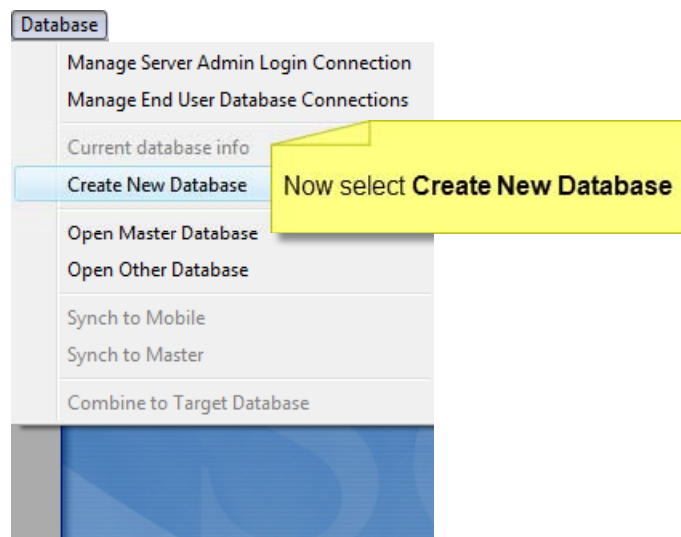 Database
Manage Server Admin Login Connection
Manage End User Database Connections
Current database info
Create New Database
Now select Create New Database
Open Master Database
Open Other Database
Synch to Mobile
Synch to Master
Combine to Target Database